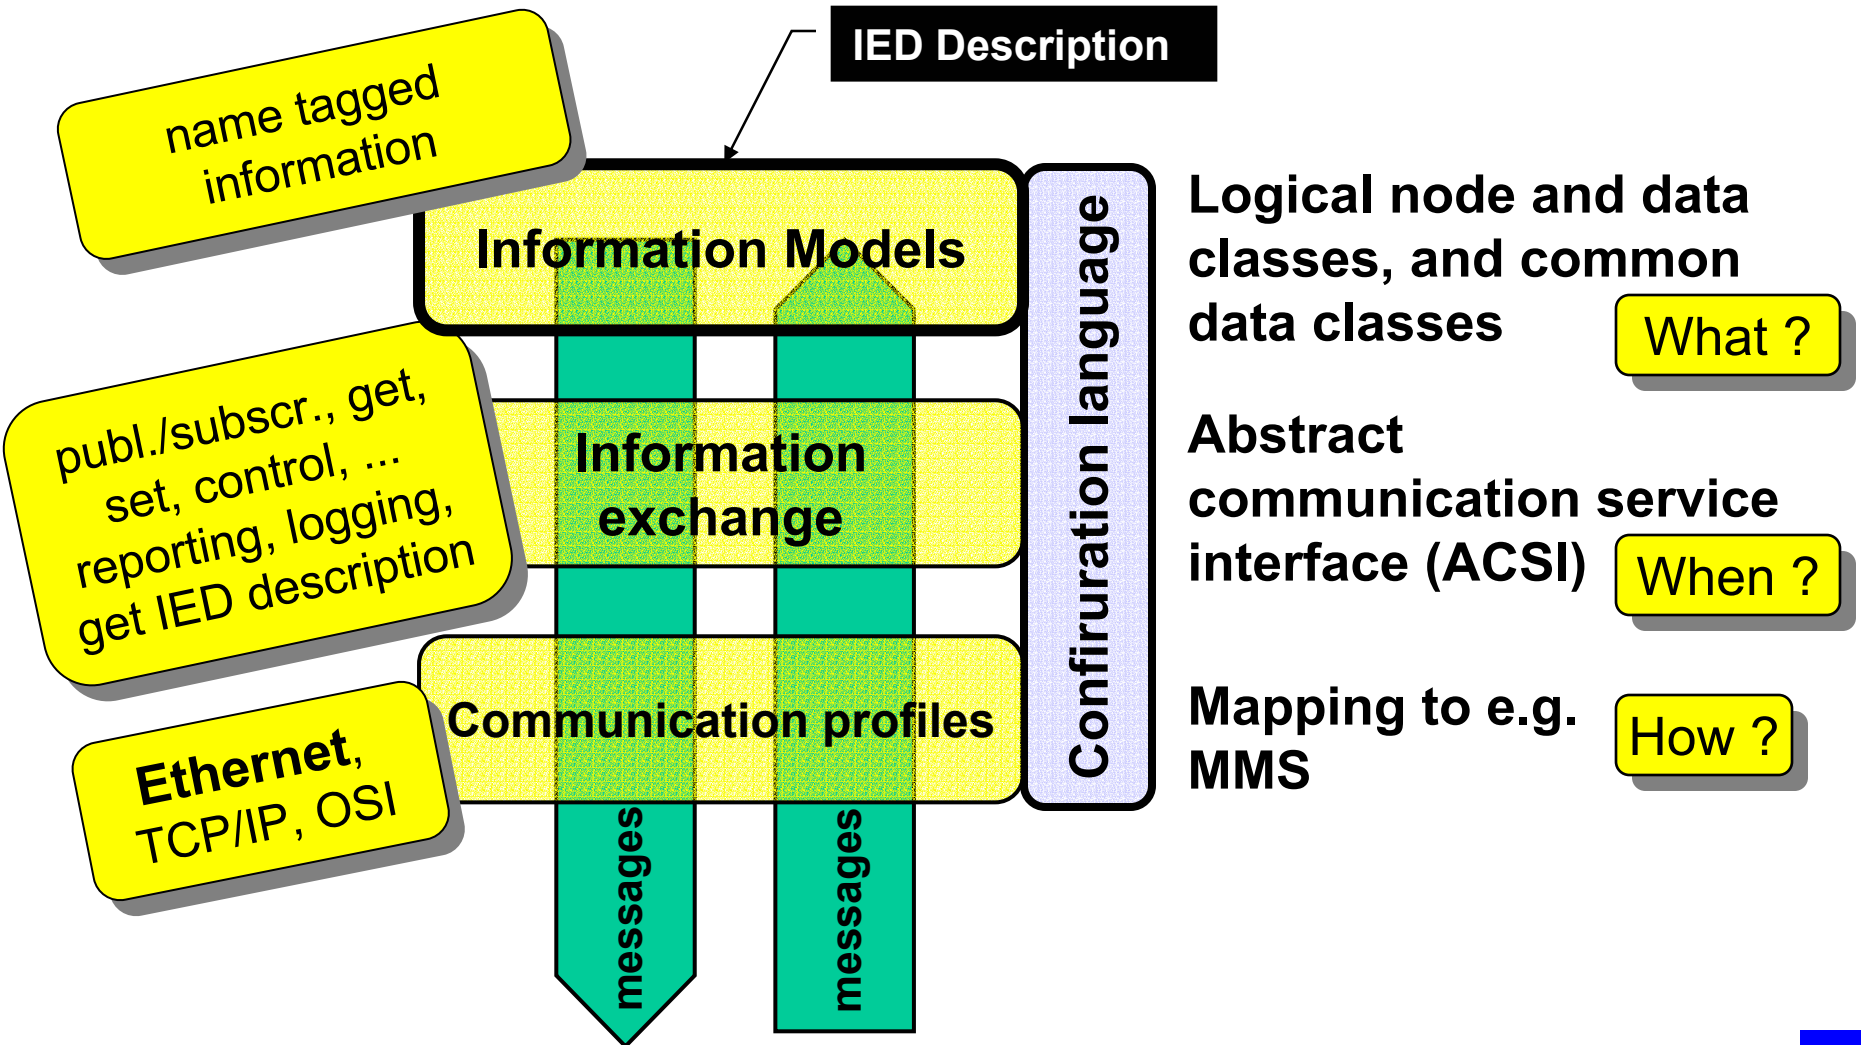 IED Description
name tagged
information
Information Models
Logical node and data
classes, and common
data classes
What ?
publ./subscr., get,
set, control, ...
reporting, logging,
get IED description
Information
exchange
Abstract
communication service
interface (ACSI)
When ?
Ethernet,
TCP/IP, OSI
Communication profiles
Mapping to e.g.
MMS
How ?
Confiruration language
messages
messages